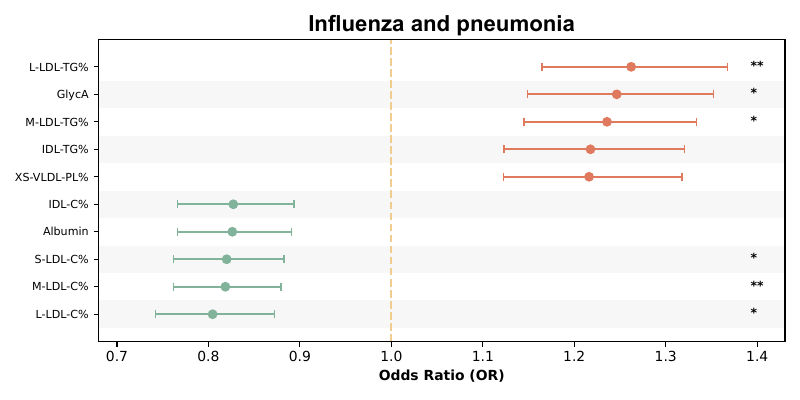 Influenza and pneumonia
L-LDL-TG% **
GlycA *
M-LDL-TG% *
IDL-TG%
XS-VLDL-PL%
IDL-C%
Albumin
S-LDL-C% *
M-LDL-C% **
L-LDL-C% *
0.7 0.8 0.9 1.0 1.1 1.2 1.3 1.4
Odds Ratio (OR)